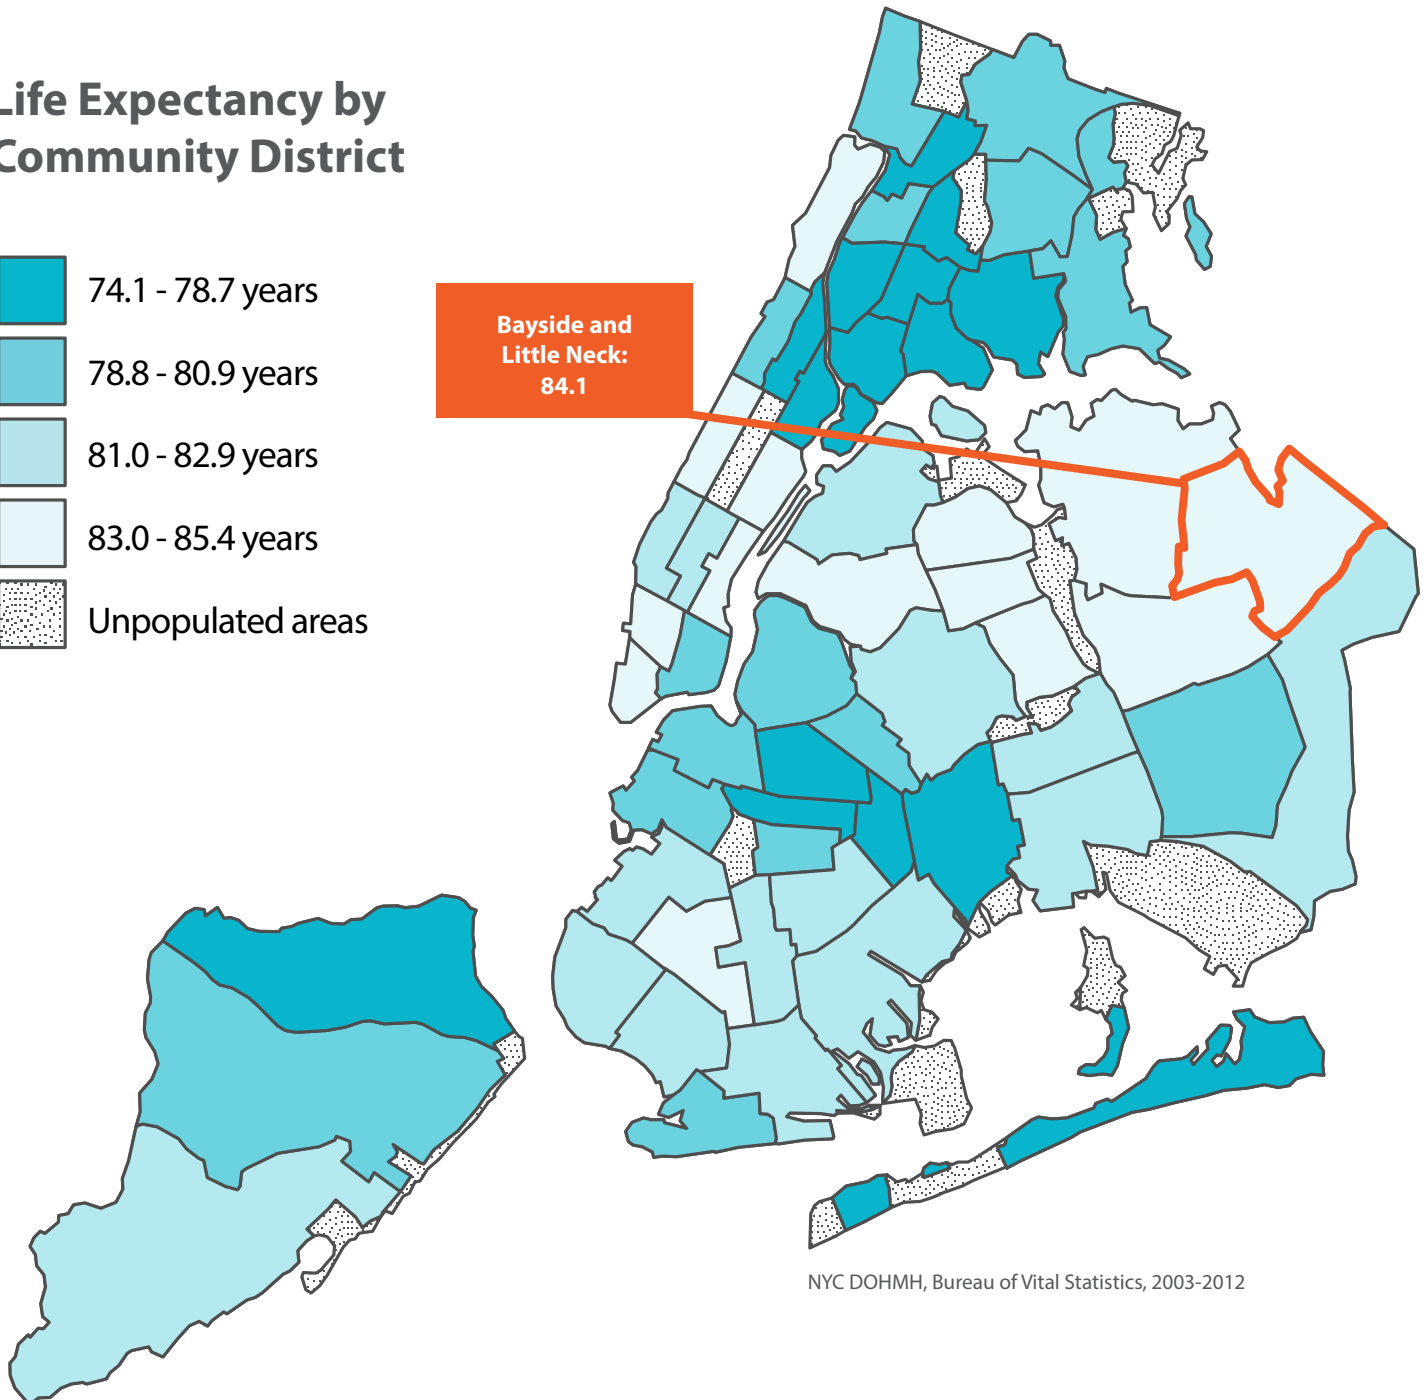 Life Expectancy by
Community District
74.1 - 78.7 years
78.8 - 80.9 years
81.0 - 82.9 years
83.0 - 85.4 years
Unpopulated areas
Bayside and
Little Neck:
84.1
NYC DOHMH, Bureau of Vital Statistics, 2003-2012